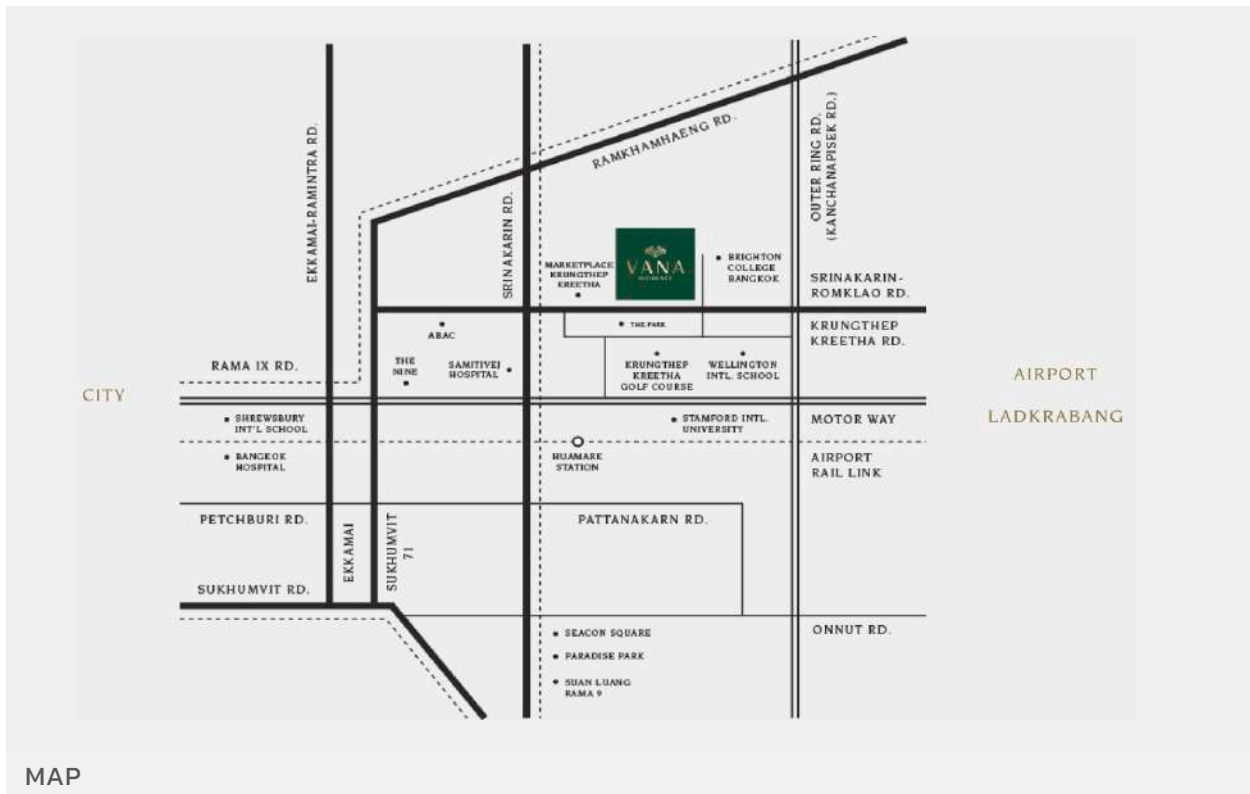 RAMKHAMHAENG RD.
EKKAMAI-RAMINTRA RD.
SRINAKARIN RD.
OUTER RING RD.
(KANCHANAPISEK RD.)
MARKETPLACE
KRUNGTHEP
KREETHA
VANA
RESIDENCE
BRIGHTON
COLLEGE
BANGKOK
SRINAKARIN-
ROMKLAO RD.
ABAC
THE PARK
KRUNGTHEP
KREETHA RD.
RAMA IX RD.
THE
NINE
SAMITIVEJ
HOSPITAL
KRUNGTHEP
KREETHA
GOLF COURSE
WELLINGTON
INTL. SCHOOL
CITY
AIRPORT
LADKRABANG
SHREWSBURY
INT'L SCHOOL
STAMFORD INTL.
UNIVERSITY
MOTOR WAY
BANGKOK
HOSPITAL
HUAMARK
STATION
AIRPORT
RAIL LINK
PETCHBURI RD.
EKKAMAI
SUKHUMVIT
71
PATTANAKARN RD.
SUKHUMVIT RD.
ONNUT RD.
SEACON SQUARE
PARADISE PARK
SUAN LUANG
RAMA 9
MAP